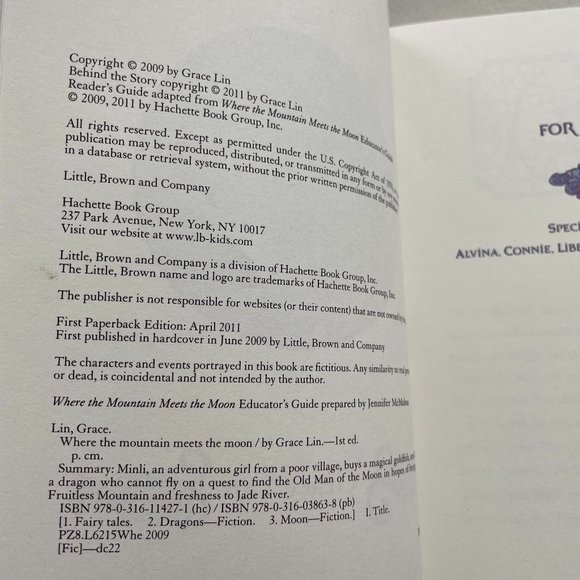 Copyright © 2009 by Grace Lin
Behind the Story copyright © 2011 by Grace Lin
Reader's Guide adapted from Where the Mountain Meets the Moon Educator's Guide
© 2009, 2011 by Hachette Book Group, Inc.
All rights reserved. Except as permitted under the U.S. Copyright Act of
publication may be reproduced, distributed, or transmitted in any form or by any
in a database or retrieval system, without the prior written permission of the publisher.
Little, Brown and Company
Hachette Book Group
237 Park Avenue, New York, NY 10017
Visit our website at www.lb-kids.com
Little, Brown and Company is a division of Hachette Book Group, Inc.
The Little, Brown name and logo are trademarks of Hachette Book Group, Inc.
The publisher is not responsible for websites (or their content) that are not owned by
First Paperback Edition: April 2011
First published in hardcover in June 2009 by Little, Brown and Company
The characters and events portrayed in this book are fictitious. Any similarity to real
or dead, is coincidental and not intended by the author.
Where the Mountain Meets the Moon Educator's Guide prepared by Jennifer McMahon
Lin, Grace.
Where the mountain meets the moon / by Grace Lin.—1st ed.
p. cm.
Summary: Minli, an adventurous girl from a poor village, buys a magical goldfish,
a dragon who cannot fly on a quest to find the Old Man of the Moon in hopes of
Fruitless Mountain and freshness to Jade River.
ISBN 978-0-316-11427-1 (hc) / ISBN 978-0-316-03863-8 (pb)
[1. Fairy tales. 2. Dragons—Fiction. 3. Moon—Fiction.] I. Title.
PZ8.L6215Whe 2009
[Fic]—dc22
FOR
SPECI
ALVINA, CONNIE, LIBE